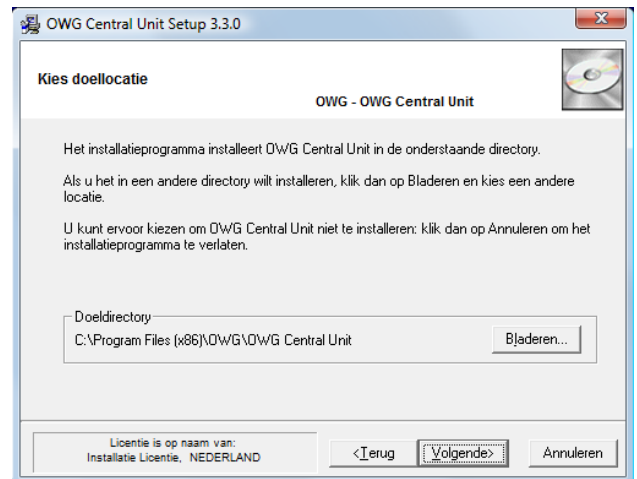 OWG Central Unit Setup 3.3.0
Kies doellocatie
OWG - OWG Central Unit
Het installatieprogramma installeert OWG Central Unit in de onderstaande directory.
Als u het in een andere directory wilt installeren, klik dan op Bladeren en kies een andere
locatie.
U kunt ervoor kiezen om OWG Central Unit niet te installeren: klik dan op Annuleren om het
installatieprogramma te verlaten.
Doeldirectory
C:\Program Files (x86)\OWG\OWG Central Unit
Bladeren...
Licentie is op naam van:
Installatie Licentie, NEDERLAND
<Terug
Volgende>
Annuleren